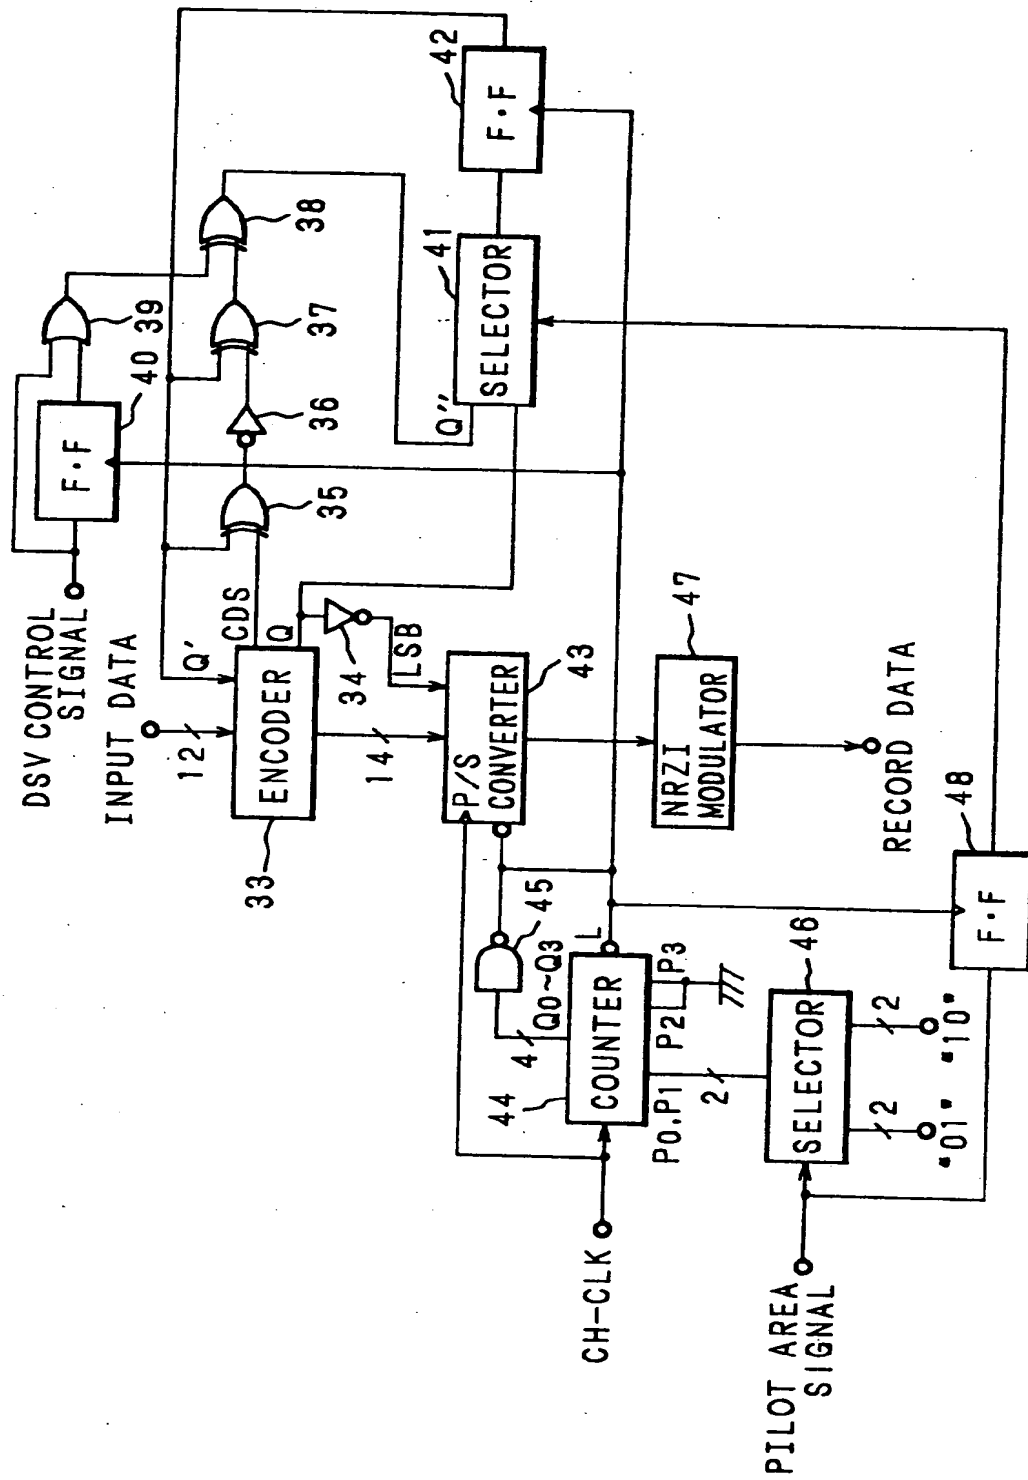 DSV CONTROL
SIGNAL
INPUT DATA
12
Q'
CDS
Q
ENCODER
33
F·F
40
39
38
37
36
35
34
LSB
14
P/S
CONVERTER
43
Q''
SELECTOR
41
F·F
42
NRZI
MODULATOR
47
RECORD DATA
45
4
Q0~Q3
L
COUNTER
44
P0,P1
P2
P3
2
SELECTOR
46
2
2
"01"
"10"
F·F
48
CH-CLK
PILOT AREA
SIGNAL